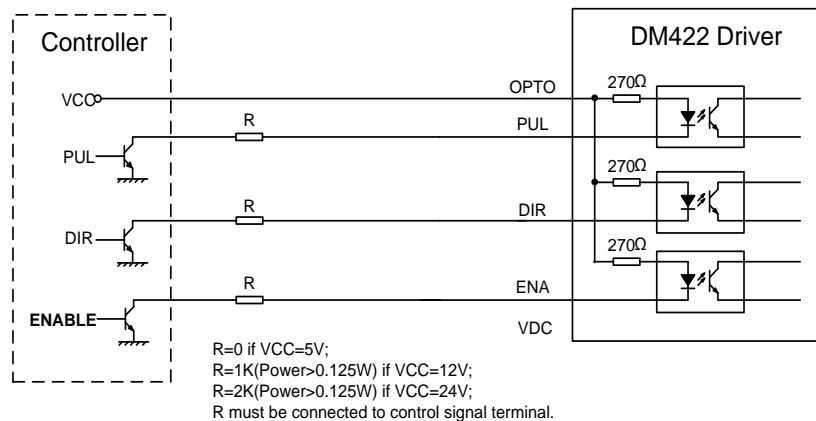 Controller
DM422 Driver
VCC
OPTO
270Ω
PUL
R
PUL
270Ω
DIR
R
DIR
270Ω
ENABLE
R
ENA
VDC
R=0 if VCC=5V;
R=1K(Power>0.125W) if VCC=12V;
R=2K(Power>0.125W) if VCC=24V;
R must be connected to control signal terminal.